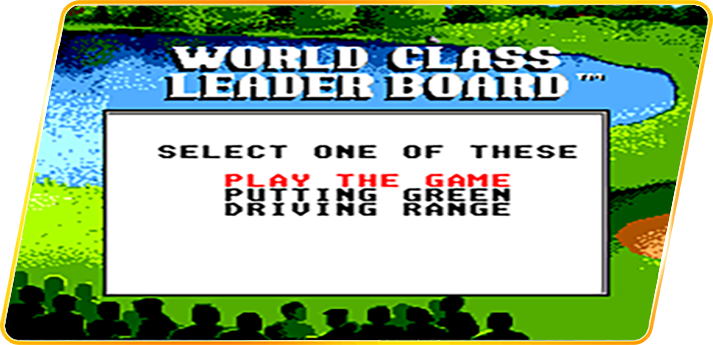 WORLD CLASS
LEADER BOARD™
SELECT ONE OF THESE
PLAY THE GAME
PUTTING GREEN
DRIVING RANGE